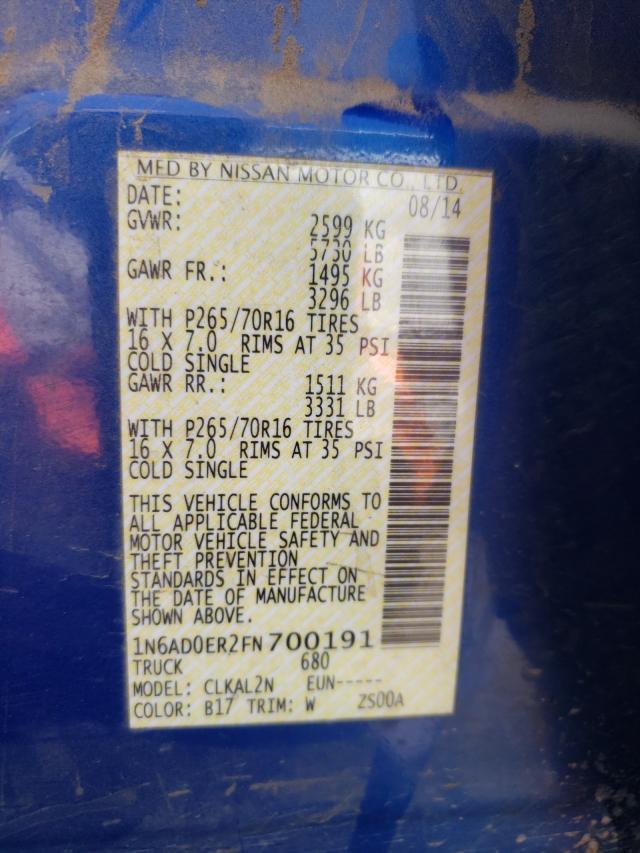 MFD BY NISSAN MOTOR CO., LTD.
DATE: 08/14
GVWR: 2599 KG
5730 LB
GAWR FR.: 1495 KG
3296 LB
WITH P265/70R16 TIRES
16 X 7.0 RIMS AT 35 PSI
COLD SINGLE
GAWR RR.: 1511 KG
3331 LB
WITH P265/70R16 TIRES
16 X 7.0 RIMS AT 35 PSI
COLD SINGLE
THIS VEHICLE CONFORMS TO
ALL APPLICABLE FEDERAL
MOTOR VEHICLE SAFETY AND
THEFT PREVENTION
STANDARDS IN EFFECT ON
THE DATE OF MANUFACTURE
SHOWN ABOVE.
1N6AD0ER2FN700191
TRUCK 680
MODEL: CLKAL2N EUN-----
COLOR: B17 TRIM: W ZS00A